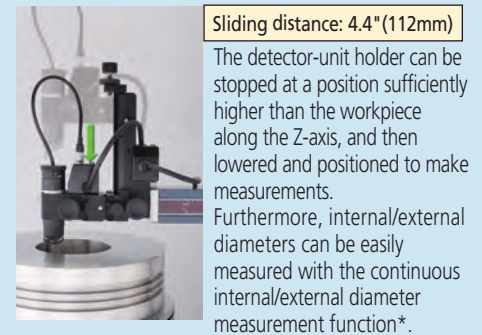 Sliding distance: 4.4"(112mm)
The detector-unit holder can be
stopped at a position sufficiently
higher than the workpiece
along the Z-axis, and then
lowered and positioned to make
measurements.
Furthermore, internal/external
diameters can be easily
measured with the continuous
internal/external diameter
measurement function*.